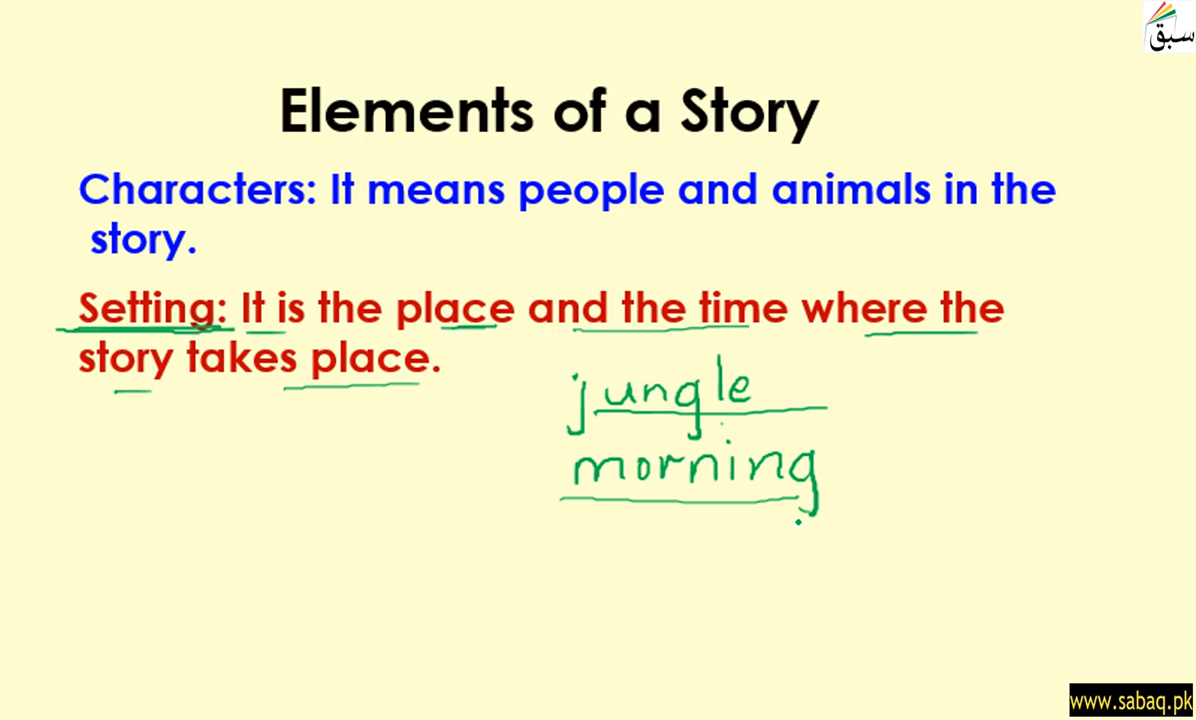 سبق
Elements of a Story
Characters: It means people and animals in the
story.
Setting: It is the place and the time where the
story takes place.
jungle
morning
www.sabaq.pk